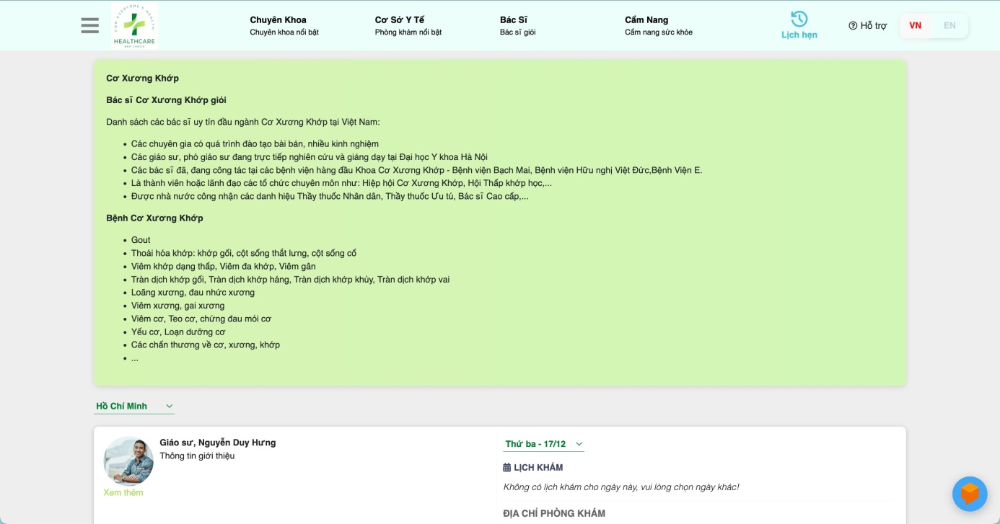 FOR EVERYONE'S HEALTH
HEALTHCARE
BEST CHOICE
Chuyên Khoa
Chuyên khoa nổi bật
Cơ Sở Y Tế
Phòng khám nổi bật
Bác Sĩ
Bác sĩ giỏi
Cẩm Nang
Cẩm nang sức khỏe
Lịch hẹn
Hỗ trợ
VN
EN
Cơ Xương Khớp
Bác sĩ Cơ Xương Khớp giỏi
Danh sách các bác sĩ uy tín đầu ngành Cơ Xương Khớp tại Việt Nam:
• Các chuyên gia có quá trình đào tạo bài bản, nhiều kinh nghiệm
• Các giáo sư, phó giáo sư đang trực tiếp nghiên cứu và giảng dạy tại Đại học Y khoa Hà Nội
• Các bác sĩ đã, đang công tác tại các bệnh viện hàng đầu Khoa Cơ Xương Khớp - Bệnh viện Bạch Mai, Bệnh viện Hữu nghị Việt Đức,Bệnh Viện E.
• Là thành viên hoặc lãnh đạo các tổ chức chuyên môn như: Hiệp hội Cơ Xương Khớp, Hội Thấp khớp học,...
• Được nhà nước công nhận các danh hiệu Thầy thuốc Nhân dân, Thầy thuốc Ưu tú, Bác sĩ Cao cấp,...
Bệnh Cơ Xương Khớp
• Gout
• Thoái hóa khớp: khớp gối, cột sống thắt lưng, cột sống cổ
• Viêm khớp dạng thấp, Viêm đa khớp, Viêm gân
• Tràn dịch khớp gối, Tràn dịch khớp háng, Tràn dịch khớp khủy, Tràn dịch khớp vai
• Loãng xương, đau nhức xương
• Viêm xương, gai xương
• Viêm cơ, Teo cơ, chứng đau mỏi cơ
• Yếu cơ, Loạn dưỡng cơ
• Các chấn thương về cơ, xương, khớp
• ...
Hồ Chí Minh
Giáo sư, Nguyễn Duy Hưng
Thông tin giới thiệu
Xem thêm
Thứ ba - 17/12
LỊCH KHÁM
Không có lịch khám cho ngày này, vui lòng chọn ngày khác!
ĐỊA CHỈ PHÒNG KHÁM